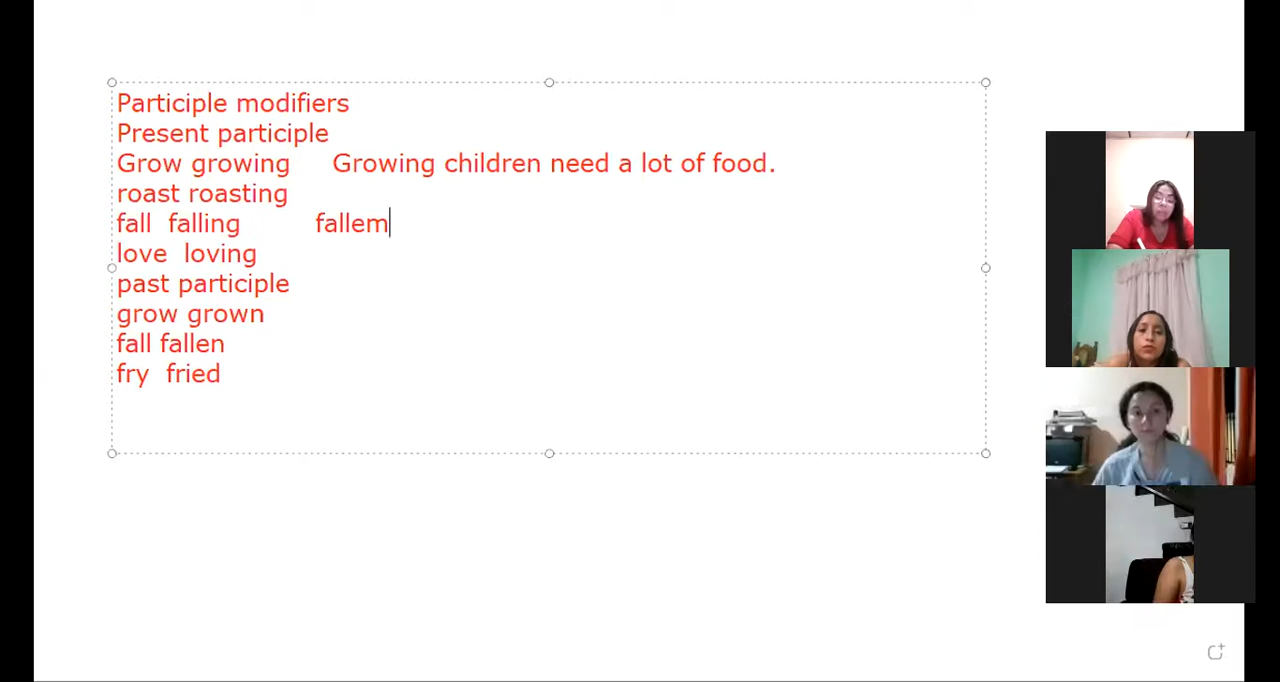 Participle modifiers
Present participle
Grow growing Growing children need a lot of food.
roast roasting
fall falling fallem
love loving
past participle
grow grown
fall fallen
fry fried